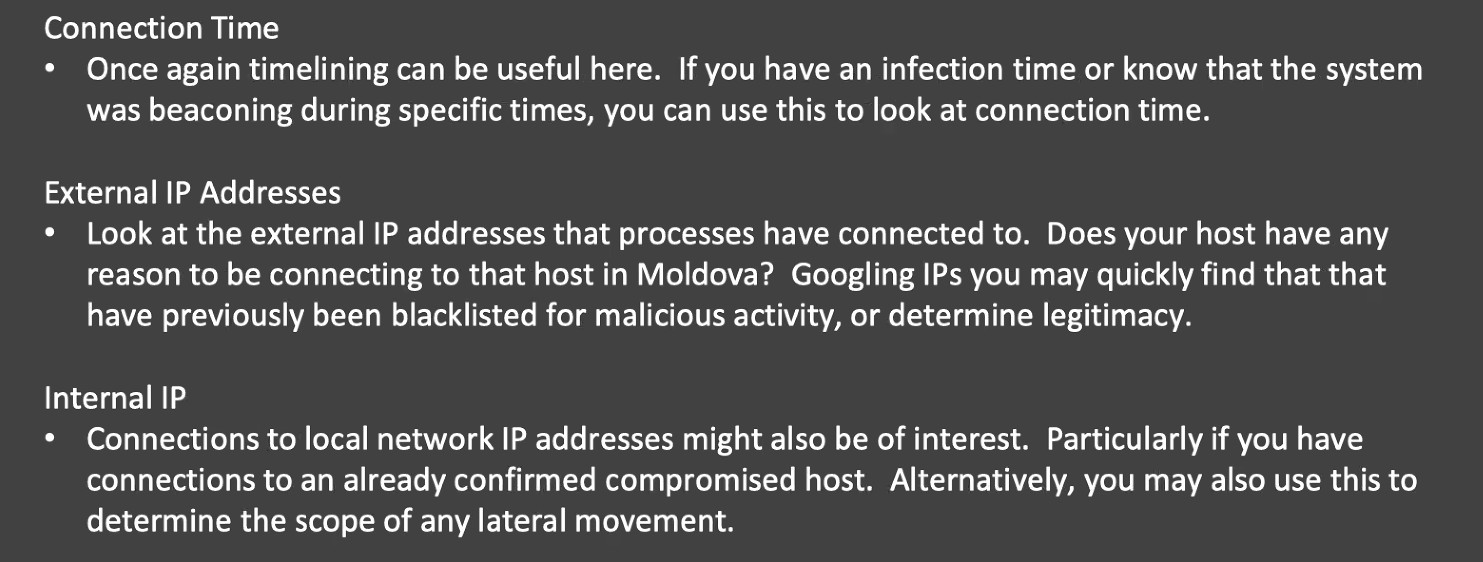 Connection Time
• Once again timelining can be useful here.  If you have an infection time or know that the system
was beaconing during specific times, you can use this to look at connection time.
External IP Addresses
• Look at the external IP addresses that processes have connected to.  Does your host have any
reason to be connecting to that host in Moldova?  Googling IPs you may quickly find that that
have previously been blacklisted for malicious activity, or determine legitimacy.
Internal IP
• Connections to local network IP addresses might also be of interest.  Particularly if you have
connections to an already confirmed compromised host.  Alternatively, you may also use this to
determine the scope of any lateral movement.